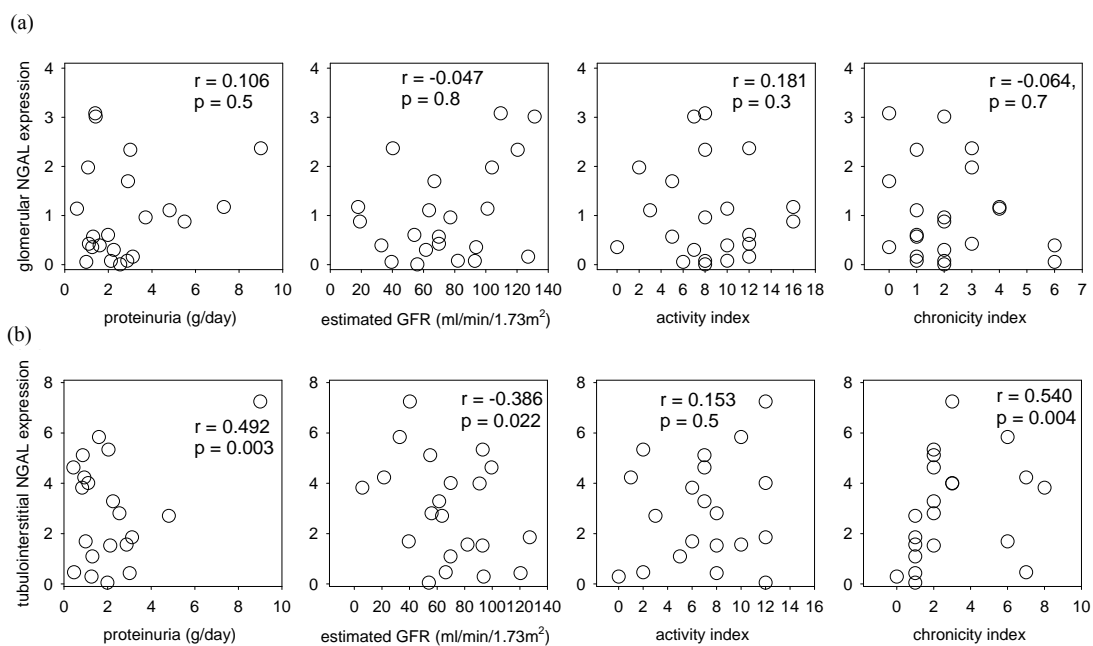 (a)
glomerular NGAL expression
4
3
2
1
0
r = 0.106
p = 0.5
0 2 4 6 8 10
proteinuria (g/day)
4
3
2
1
0
r = -0.047
p = 0.8
0 20 40 60 80 100 120 140
estimated GFR (ml/min/1.73m²)
4
3
2
1
0
r = 0.181
p = 0.3
0 2 4 6 8 10 12 14 16 18
activity index
4
3
2
1
0
r = -0.064,
p = 0.7
0 1 2 3 4 5 6 7
chronicity index
(b)
tubulointerstitial NGAL expression
8
6
4
2
0
r = 0.492
p = 0.003
0 2 4 6 8 10
proteinuria (g/day)
8
6
4
2
0
r = -0.386
p = 0.022
0 20 40 60 80 100 120 140
estimated GFR (ml/min/1.73m²)
8
6
4
2
0
r = 0.153
p = 0.5
0 2 4 6 8 10 12 14 16
activity index
8
6
4
2
0
r = 0.540
p = 0.004
0 2 4 6 8 10
chronicity index